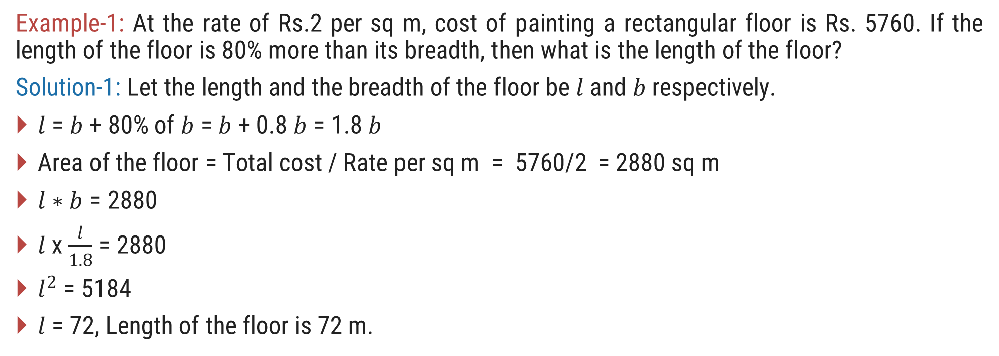 Example-1: At the rate of Rs.2 per sq m, cost of painting a rectangular floor is Rs. 5760. If the
length of the floor is 80% more than its breadth, then what is the length of the floor?
Solution-1: Let the length and the breadth of the floor be l and b respectively.
l = b + 80% of b = b + 0.8 b = 1.8 b
Area of the floor = Total cost / Rate per sq m = 5760/2 = 2880 sq m
l ∗ b = 2880
l x l/1.8 = 2880
l² = 5184
l = 72, Length of the floor is 72 m.